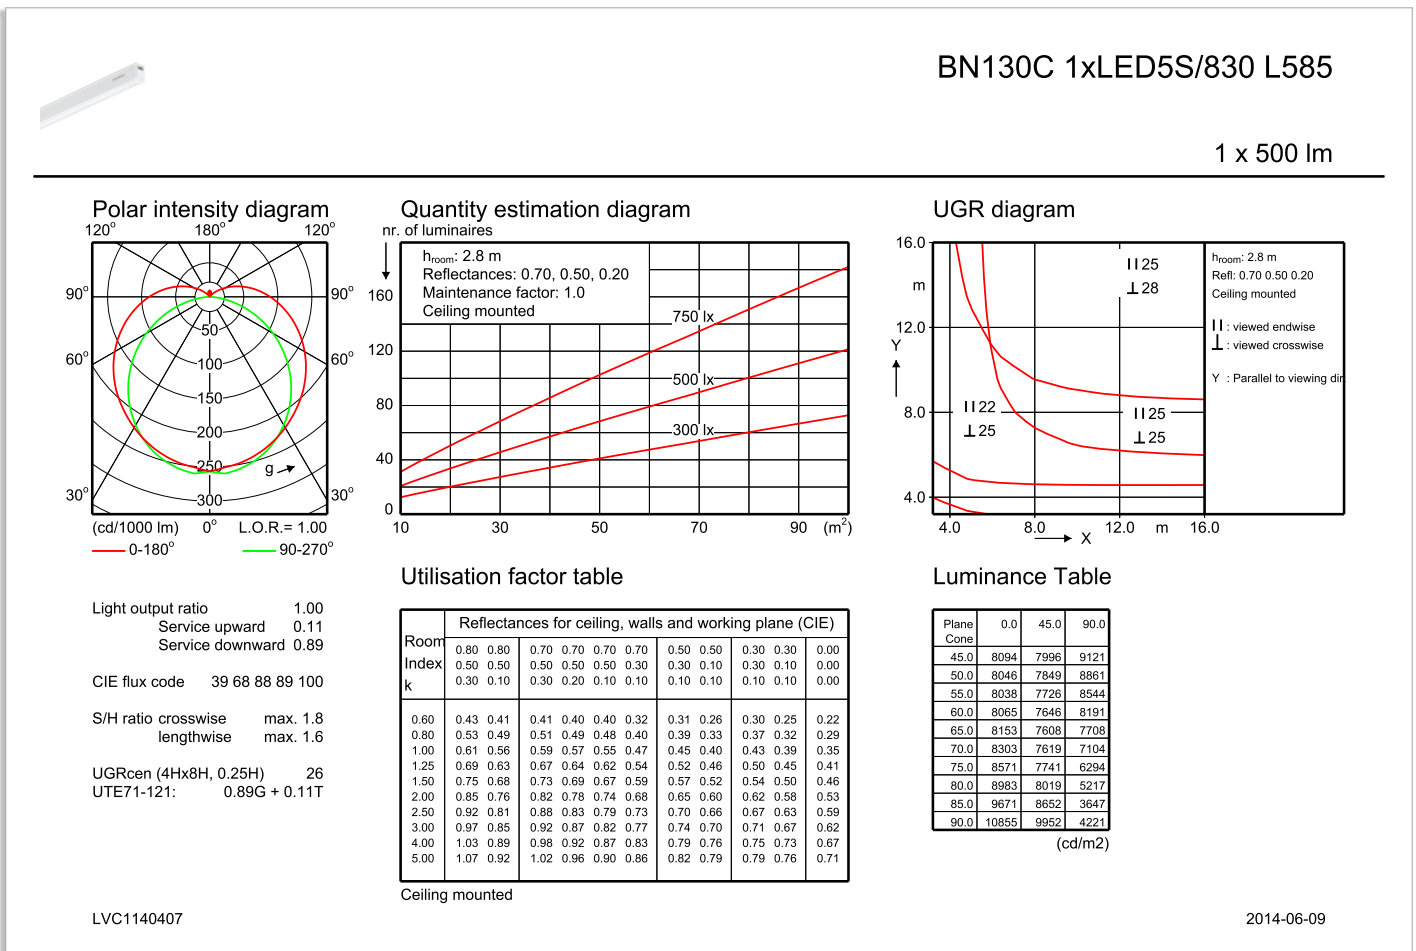 BN130C 1xLED5S/830 L585
1 x 500 lm
Polar intensity diagram
120° 180° 120°
90° 90°
50
100
60° 60°
150
200
250
g
300
30° 30°
(cd/1000 lm) 0° L.O.R.= 1.00
0-180° 90-270°
Quantity estimation diagram
nr. of luminaires
hroom: 2.8 m
Reflectances: 0.70, 0.50, 0.20
Maintenance factor: 1.0
Ceiling mounted
160
750 lx
120
500 lx
80
300 lx
40
0
10 30 50 70 90 (m²)
UGR diagram
16.0
m
12.0
Y
8.0
4.0
II 25
⊥ 28
II 22
⊥ 25
II 25
⊥ 25
4.0 8.0 12.0 m 16.0
X
hroom: 2.8 m
Refl: 0.70 0.50 0.20
Ceiling mounted
II : viewed endwise
⊥ : viewed crosswise
Y : Parallel to viewing dir.
Light output ratio 1.00
Service upward 0.11
Service downward 0.89
CIE flux code 39 68 88 89 100
S/H ratio crosswise max. 1.8
lengthwise max. 1.6
UGRcen (4Hx8H, 0.25H) 26
UTE71-121: 0.89G + 0.11T
Utilisation factor table
Room
Index
k
Reflectances for ceiling, walls and working plane (CIE)
0.80 0.80 0.70 0.70 0.70 0.70 0.50 0.50 0.30 0.30 0.00
0.50 0.50 0.50 0.50 0.50 0.30 0.30 0.10 0.30 0.10 0.00
0.30 0.10 0.30 0.20 0.10 0.10 0.10 0.10 0.10 0.10 0.00
0.60 0.43 0.41 0.41 0.40 0.40 0.32 0.31 0.26 0.30 0.25 0.22
0.80 0.53 0.49 0.51 0.49 0.48 0.40 0.39 0.33 0.37 0.32 0.29
1.00 0.61 0.56 0.59 0.57 0.55 0.47 0.45 0.40 0.43 0.39 0.35
1.25 0.69 0.63 0.67 0.64 0.62 0.54 0.52 0.46 0.50 0.45 0.41
1.50 0.75 0.68 0.73 0.69 0.67 0.59 0.57 0.52 0.54 0.50 0.46
2.00 0.85 0.76 0.82 0.78 0.74 0.68 0.65 0.60 0.62 0.58 0.53
2.50 0.92 0.81 0.88 0.83 0.79 0.73 0.70 0.66 0.67 0.63 0.59
3.00 0.97 0.85 0.92 0.87 0.82 0.77 0.74 0.70 0.71 0.67 0.62
4.00 1.03 0.89 0.98 0.92 0.87 0.83 0.79 0.76 0.75 0.73 0.67
5.00 1.07 0.92 1.02 0.96 0.90 0.86 0.82 0.79 0.79 0.76 0.71
Ceiling mounted
Luminance Table
Plane 0.0 45.0 90.0
Cone
45.0 8094 7996 9121
50.0 8046 7849 8861
55.0 8038 7726 8544
60.0 8065 7646 8191
65.0 8153 7608 7708
70.0 8303 7619 7104
75.0 8571 7741 6294
80.0 8983 8019 5217
85.0 9671 8652 3647
90.0 10855 9952 4221
(cd/m2)
LVC1140407
2014-06-09